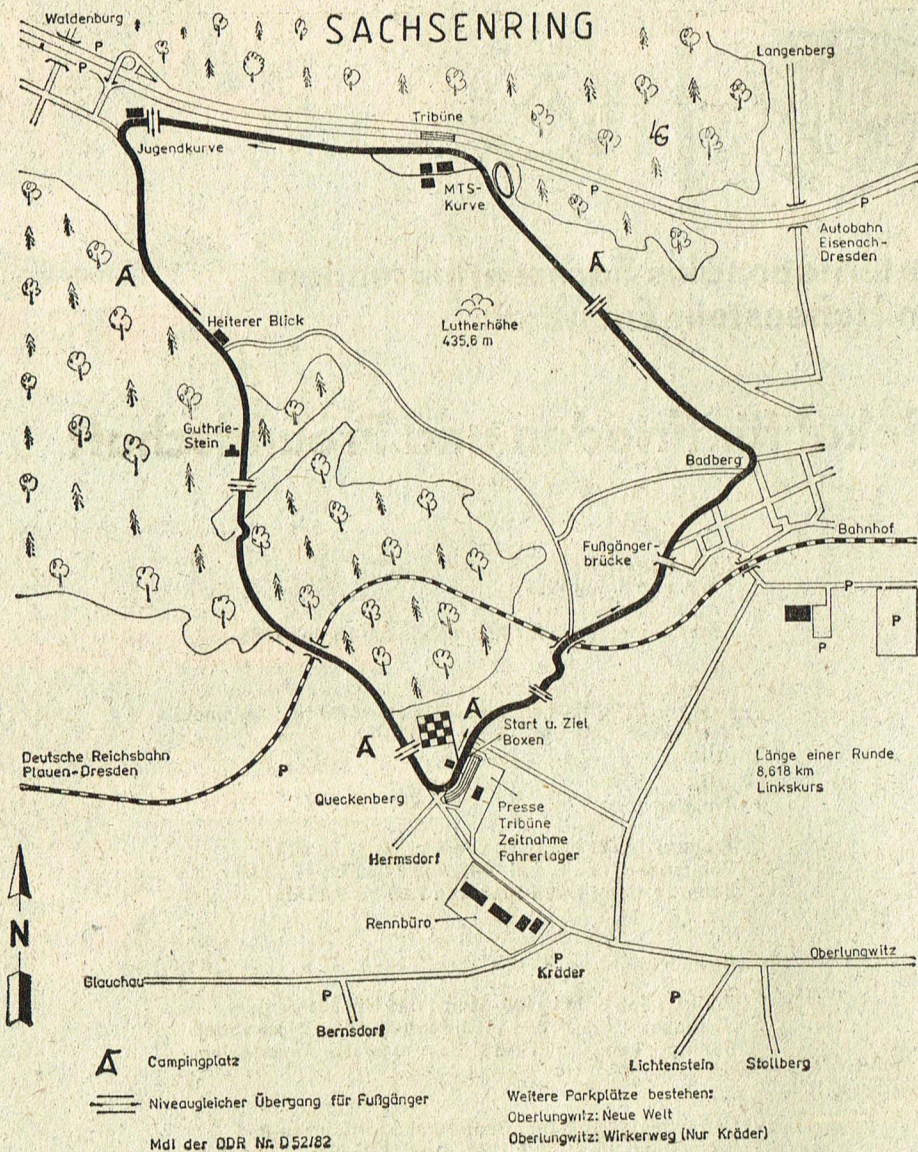 SACHSENRING
Waldenburg
P
P
Langenberg
Tribüne
Jugendkurve
MTS-
Kurve
P
P
Autobahn
Eisenach-
Dresden
Heiterer Blick
Lutherhöhe
435,6 m
Guthrie-
Stein
Badberg
Fußgänger-
brücke
Bahnhof
P
P
P
Start u. Ziel
Boxen
Deutsche Reichsbahn
Plauen-Dresden
P
Länge einer Runde
8,618 km
Linkskurs
Queckenberg
Presse
Tribüne
Zeitnahme
Fahrerlager
Hermsdorf
N
Rennbüro
Oberlungwitz
P
Kräder
Glauchau
P
P
Bernsdorf
Campingplatz
Lichtenstein
Stollberg
Niveaugleicher Übergang für Fußgänger
Weitere Parkplätze bestehen:
Oberlungwitz: Neue Welt
Oberlungwitz: Wirkerweg (Nur Kräder)
MdI der DDR Nr. D 52/82